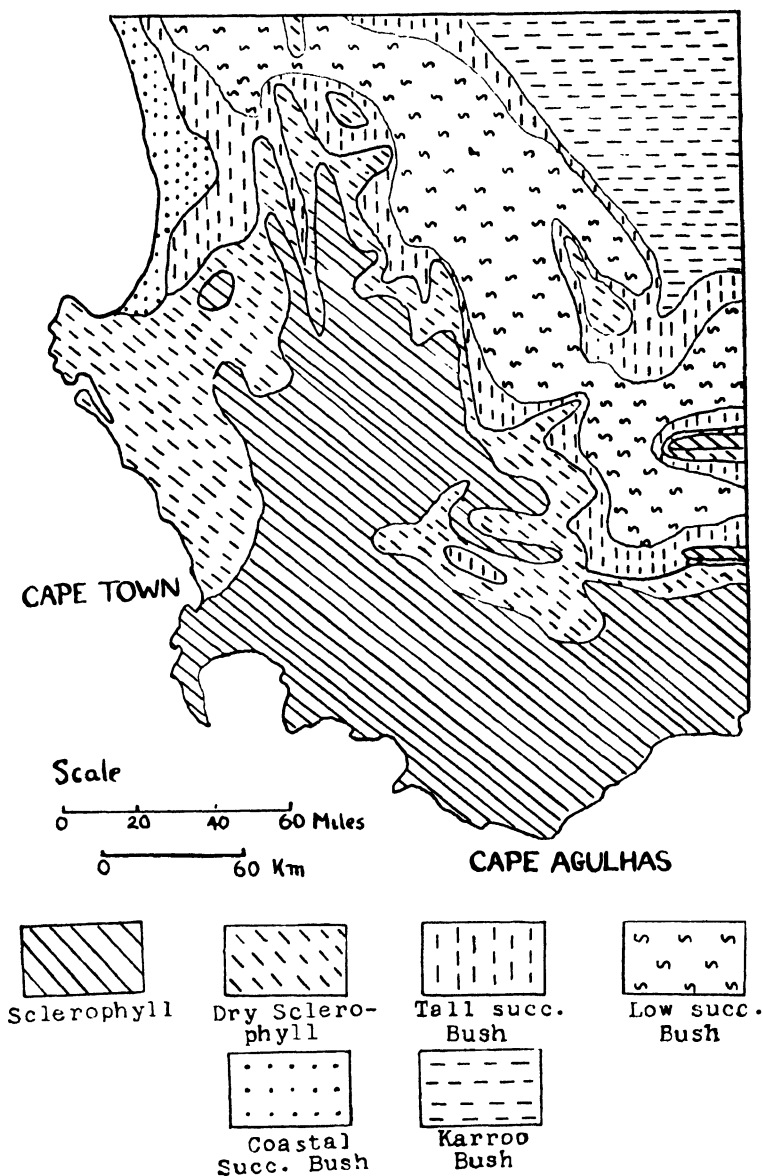 CAPE TOWN
Scale
0 20 40 60 Miles
0 60 Km
CAPE AGULHAS
Sclerophyll
Dry Sclero-
phyll
Tall succ.
Bush
Low succ.
Bush
Coastal
Succ. Bush
Karroo
Bush